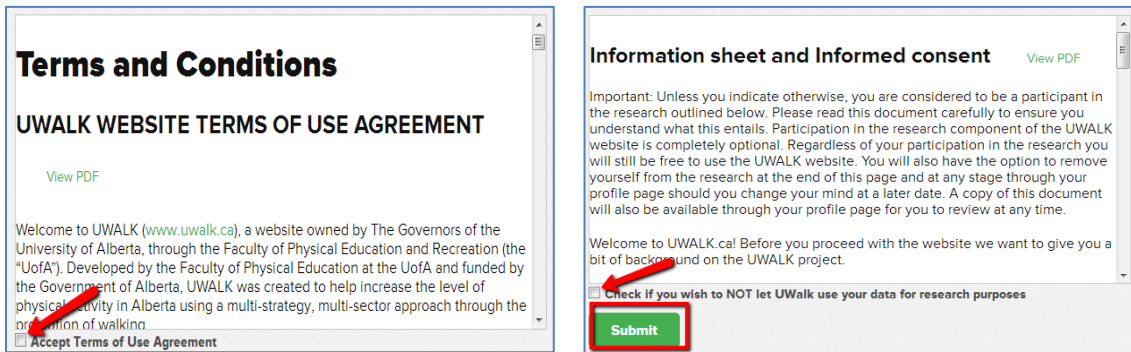 Terms and Conditions
UWALK WEBSITE TERMS OF USE AGREEMENT
View PDF
Welcome to UWALK (www.uwalk.ca), a website owned by The Governors of the
University of Alberta, through the Faculty of Physical Education and Recreation (the
“UofA”). Developed by the Faculty of Physical Education at the UofA and funded by
the Government of Alberta, UWALK was created to help increase the level of
physical activity in Alberta using a multi-strategy, multi-sector approach through the
promotion of walking
Accept Terms of Use Agreement
Information sheet and Informed consent View PDF
Important: Unless you indicate otherwise, you are considered to be a participant in
the research outlined below. Please read this document carefully to ensure you
understand what this entails. Participation in the research component of the UWALK
website is completely optional. Regardless of your participation in the research you
will still be free to use the UWALK website. You will also have the option to remove
yourself from the research at the end of this page and at any stage through your
profile page should you change your mind at a later date. A copy of this document
will also be available through your profile page for you to review at any time.
Welcome to UWALK.ca! Before you proceed with the website we want to give you a
bit of background on the UWALK project.
Check if you wish to NOT let UWalk use your data for research purposes
Submit